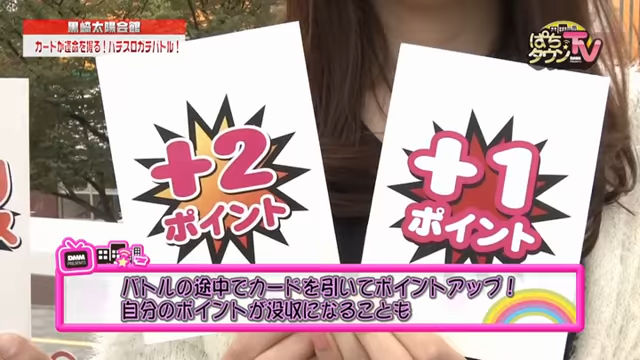 黒崎太陽会館
カードが運命を握る!パチスロガチバトル!
ぱち
タウンTV
+2
ポイント
+1
ポイント
DMM
PRESENTS
バトルの途中でカードを引いてポイントアップ!
自分のポイントが没収になることも